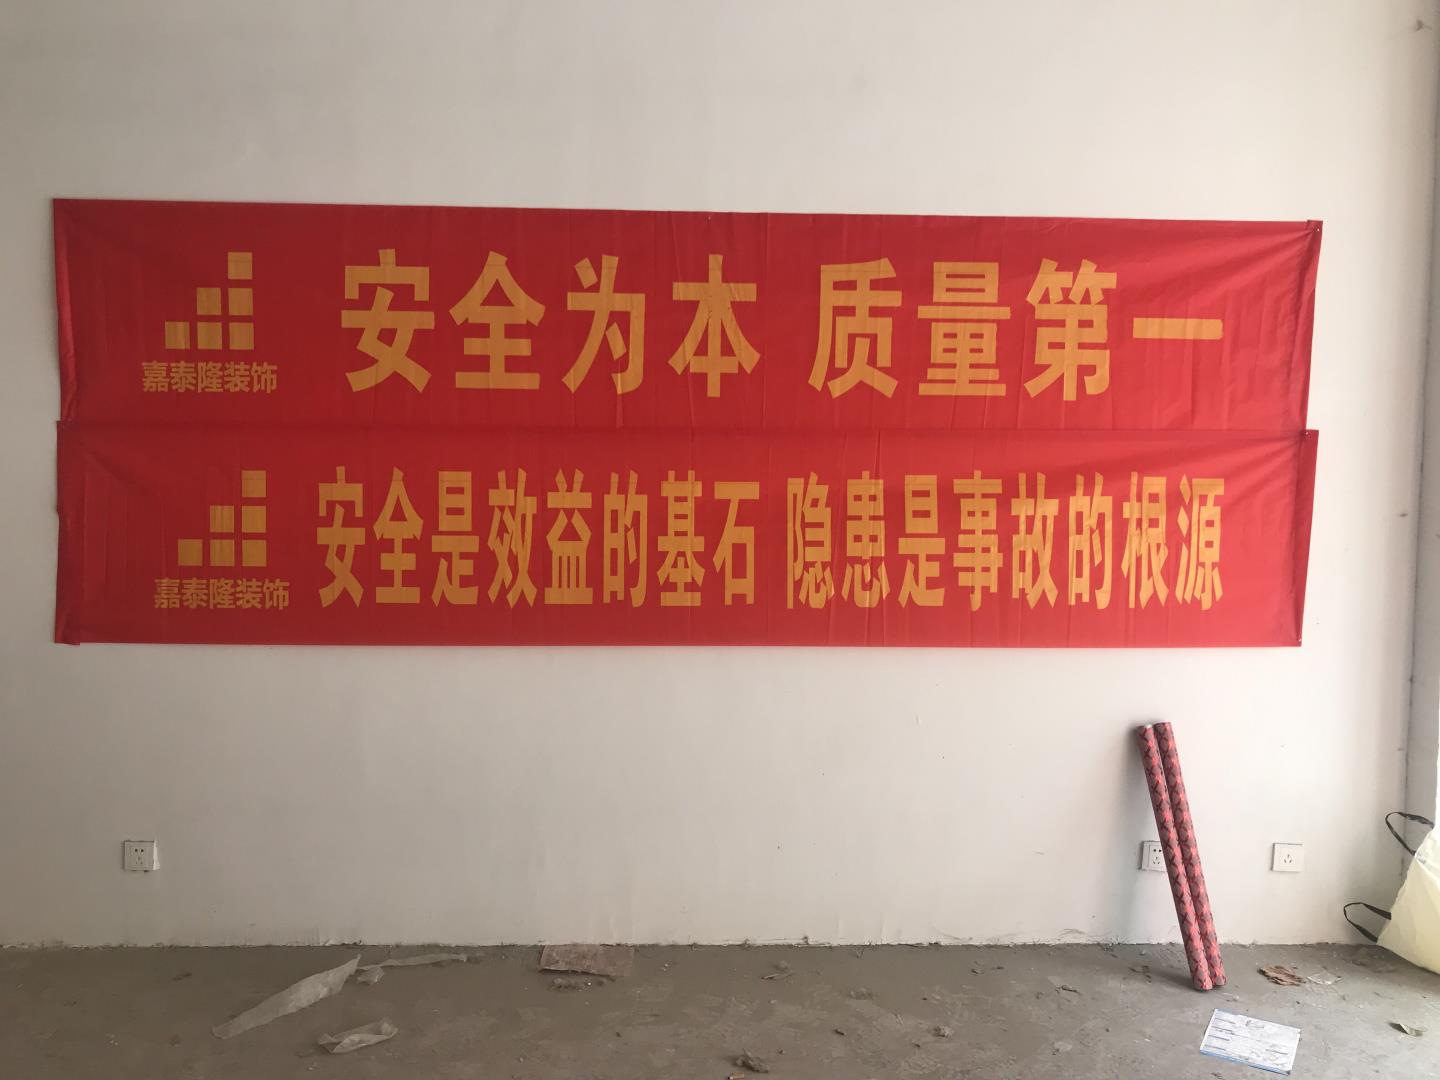 安全为本 质量第一
嘉泰隆装饰
安全是效益的基石 隐患是事故的根源
嘉泰隆装饰